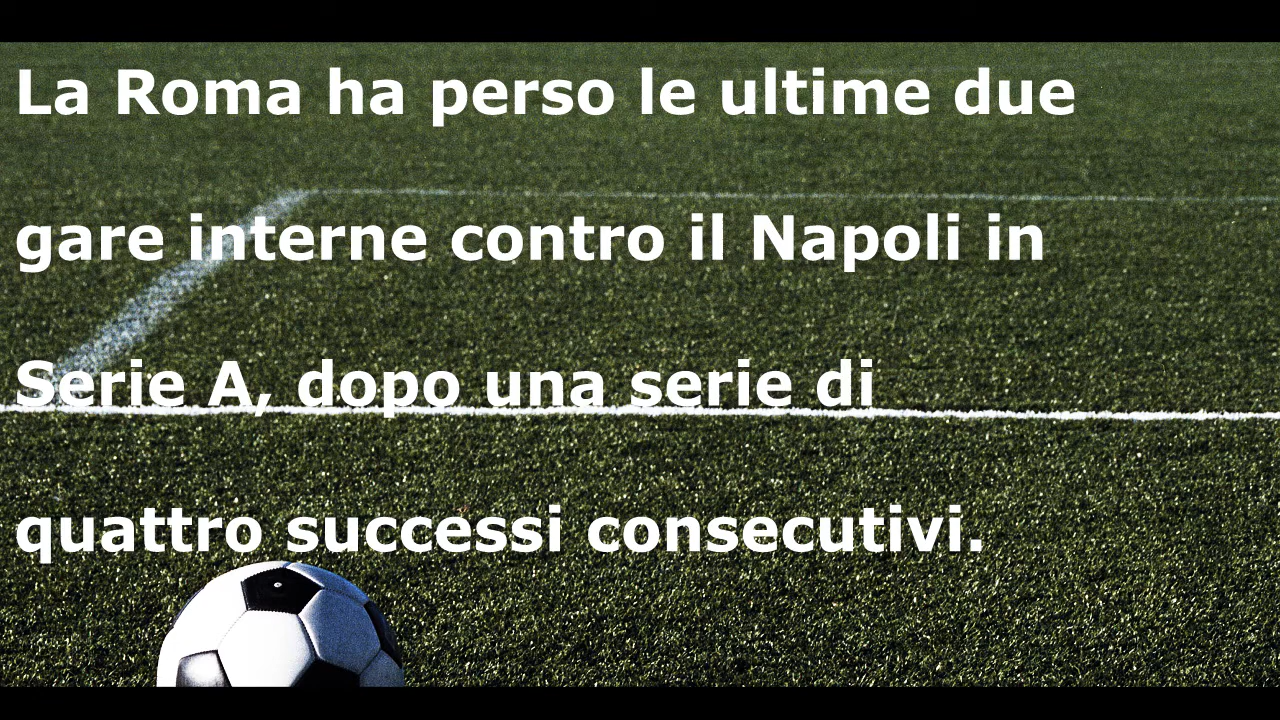 La Roma ha perso le ultime due
gare interne contro il Napoli in
Serie A, dopo una serie di
quattro successi consecutivi.